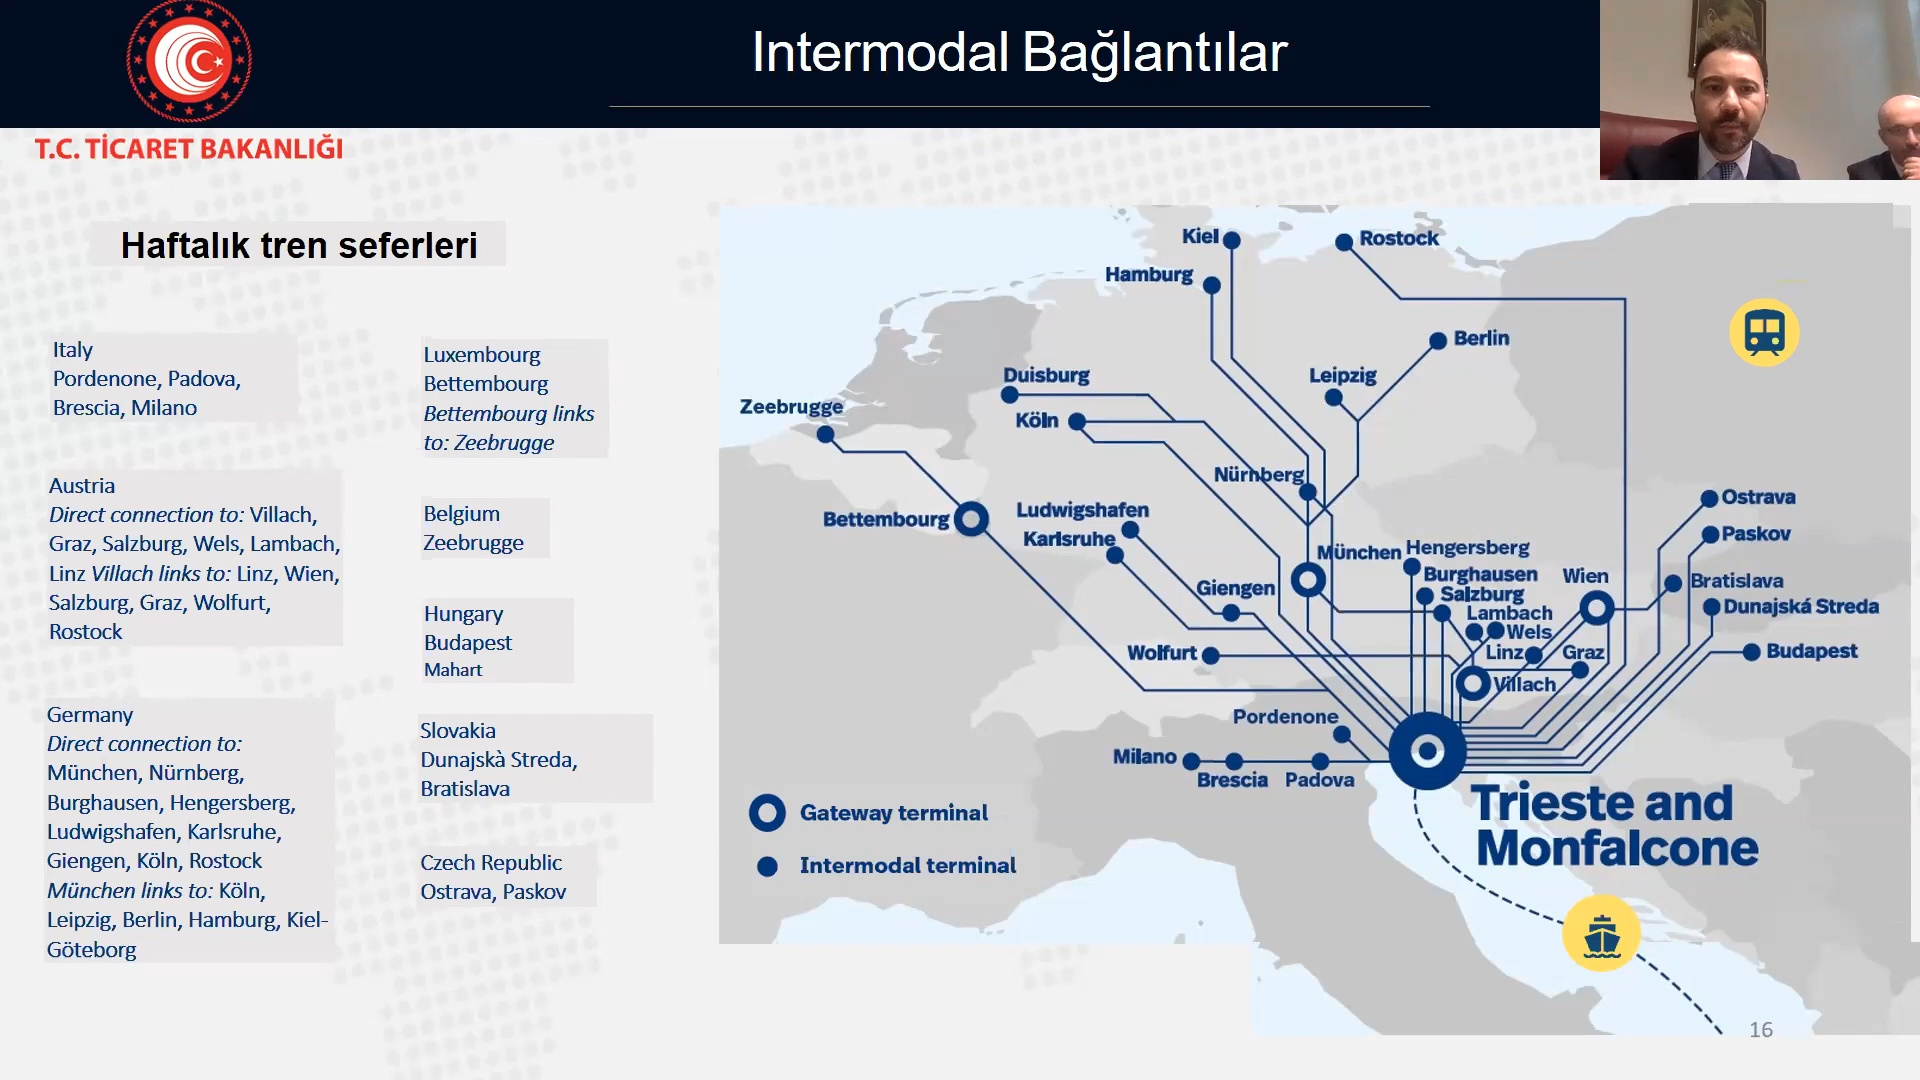 Intermodal Bağlantılar
T.C. TİCARET BAKANLIĞI
Haftalık tren seferleri
Italy
Pordenone, Padova,
Brescia, Milano
Austria
Direct connection to: Villach,
Graz, Salzburg, Wels, Lambach,
Linz Villach links to: Linz, Wien,
Salzburg, Graz, Wolfurt,
Rostock
Germany
Direct connection to:
München, Nürnberg,
Burghausen, Hengersberg,
Ludwigshafen, Karlsruhe,
Giengen, Köln, Rostock
München links to: Köln,
Leipzig, Berlin, Hamburg, Kiel-
Göteborg
Luxembourg
Bettembourg
Bettembourg links
to: Zeebrugge
Belgium
Zeebrugge
Hungary
Budapest
Mahart
Slovakia
Dunajskà Streda,
Bratislava
Czech Republic
Ostrava, Paskov
Kiel
Rostock
Hamburg
Berlin
Duisburg
Leipzig
Zeebrugge
Köln
Nürnberg
Ostrava
Bettembourg
Ludwigshafen
Karlsruhe
Paskov
München
Hengersberg
Burghausen
Wien
Bratislava
Giengen
Salzburg
Dunajská Streda
Lambach
Wels
Wolfurt
Linz
Graz
Budapest
Villach
Pordenone
Milano
Brescia
Padova
Gateway terminal
Intermodal terminal
Trieste and
Monfalcone
16